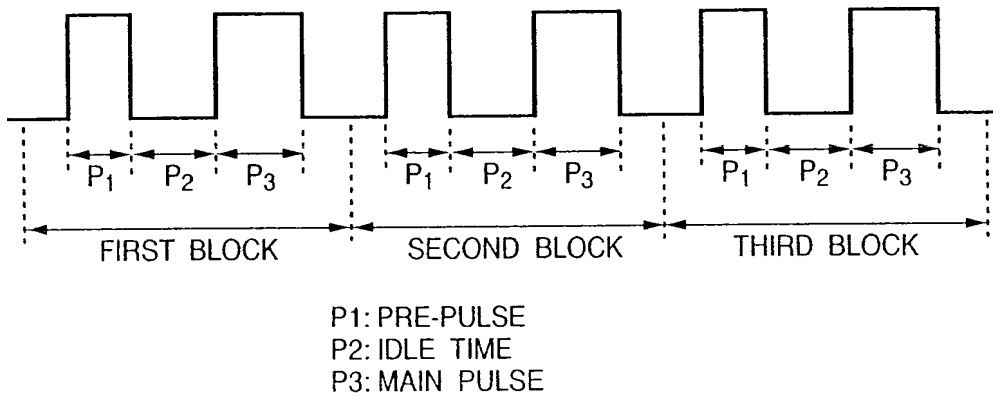 P1 P2 P3 P1 P2 P3 P1 P2 P3
FIRST BLOCK SECOND BLOCK THIRD BLOCK
P1: PRE-PULSE
P2: IDLE TIME
P3: MAIN PULSE